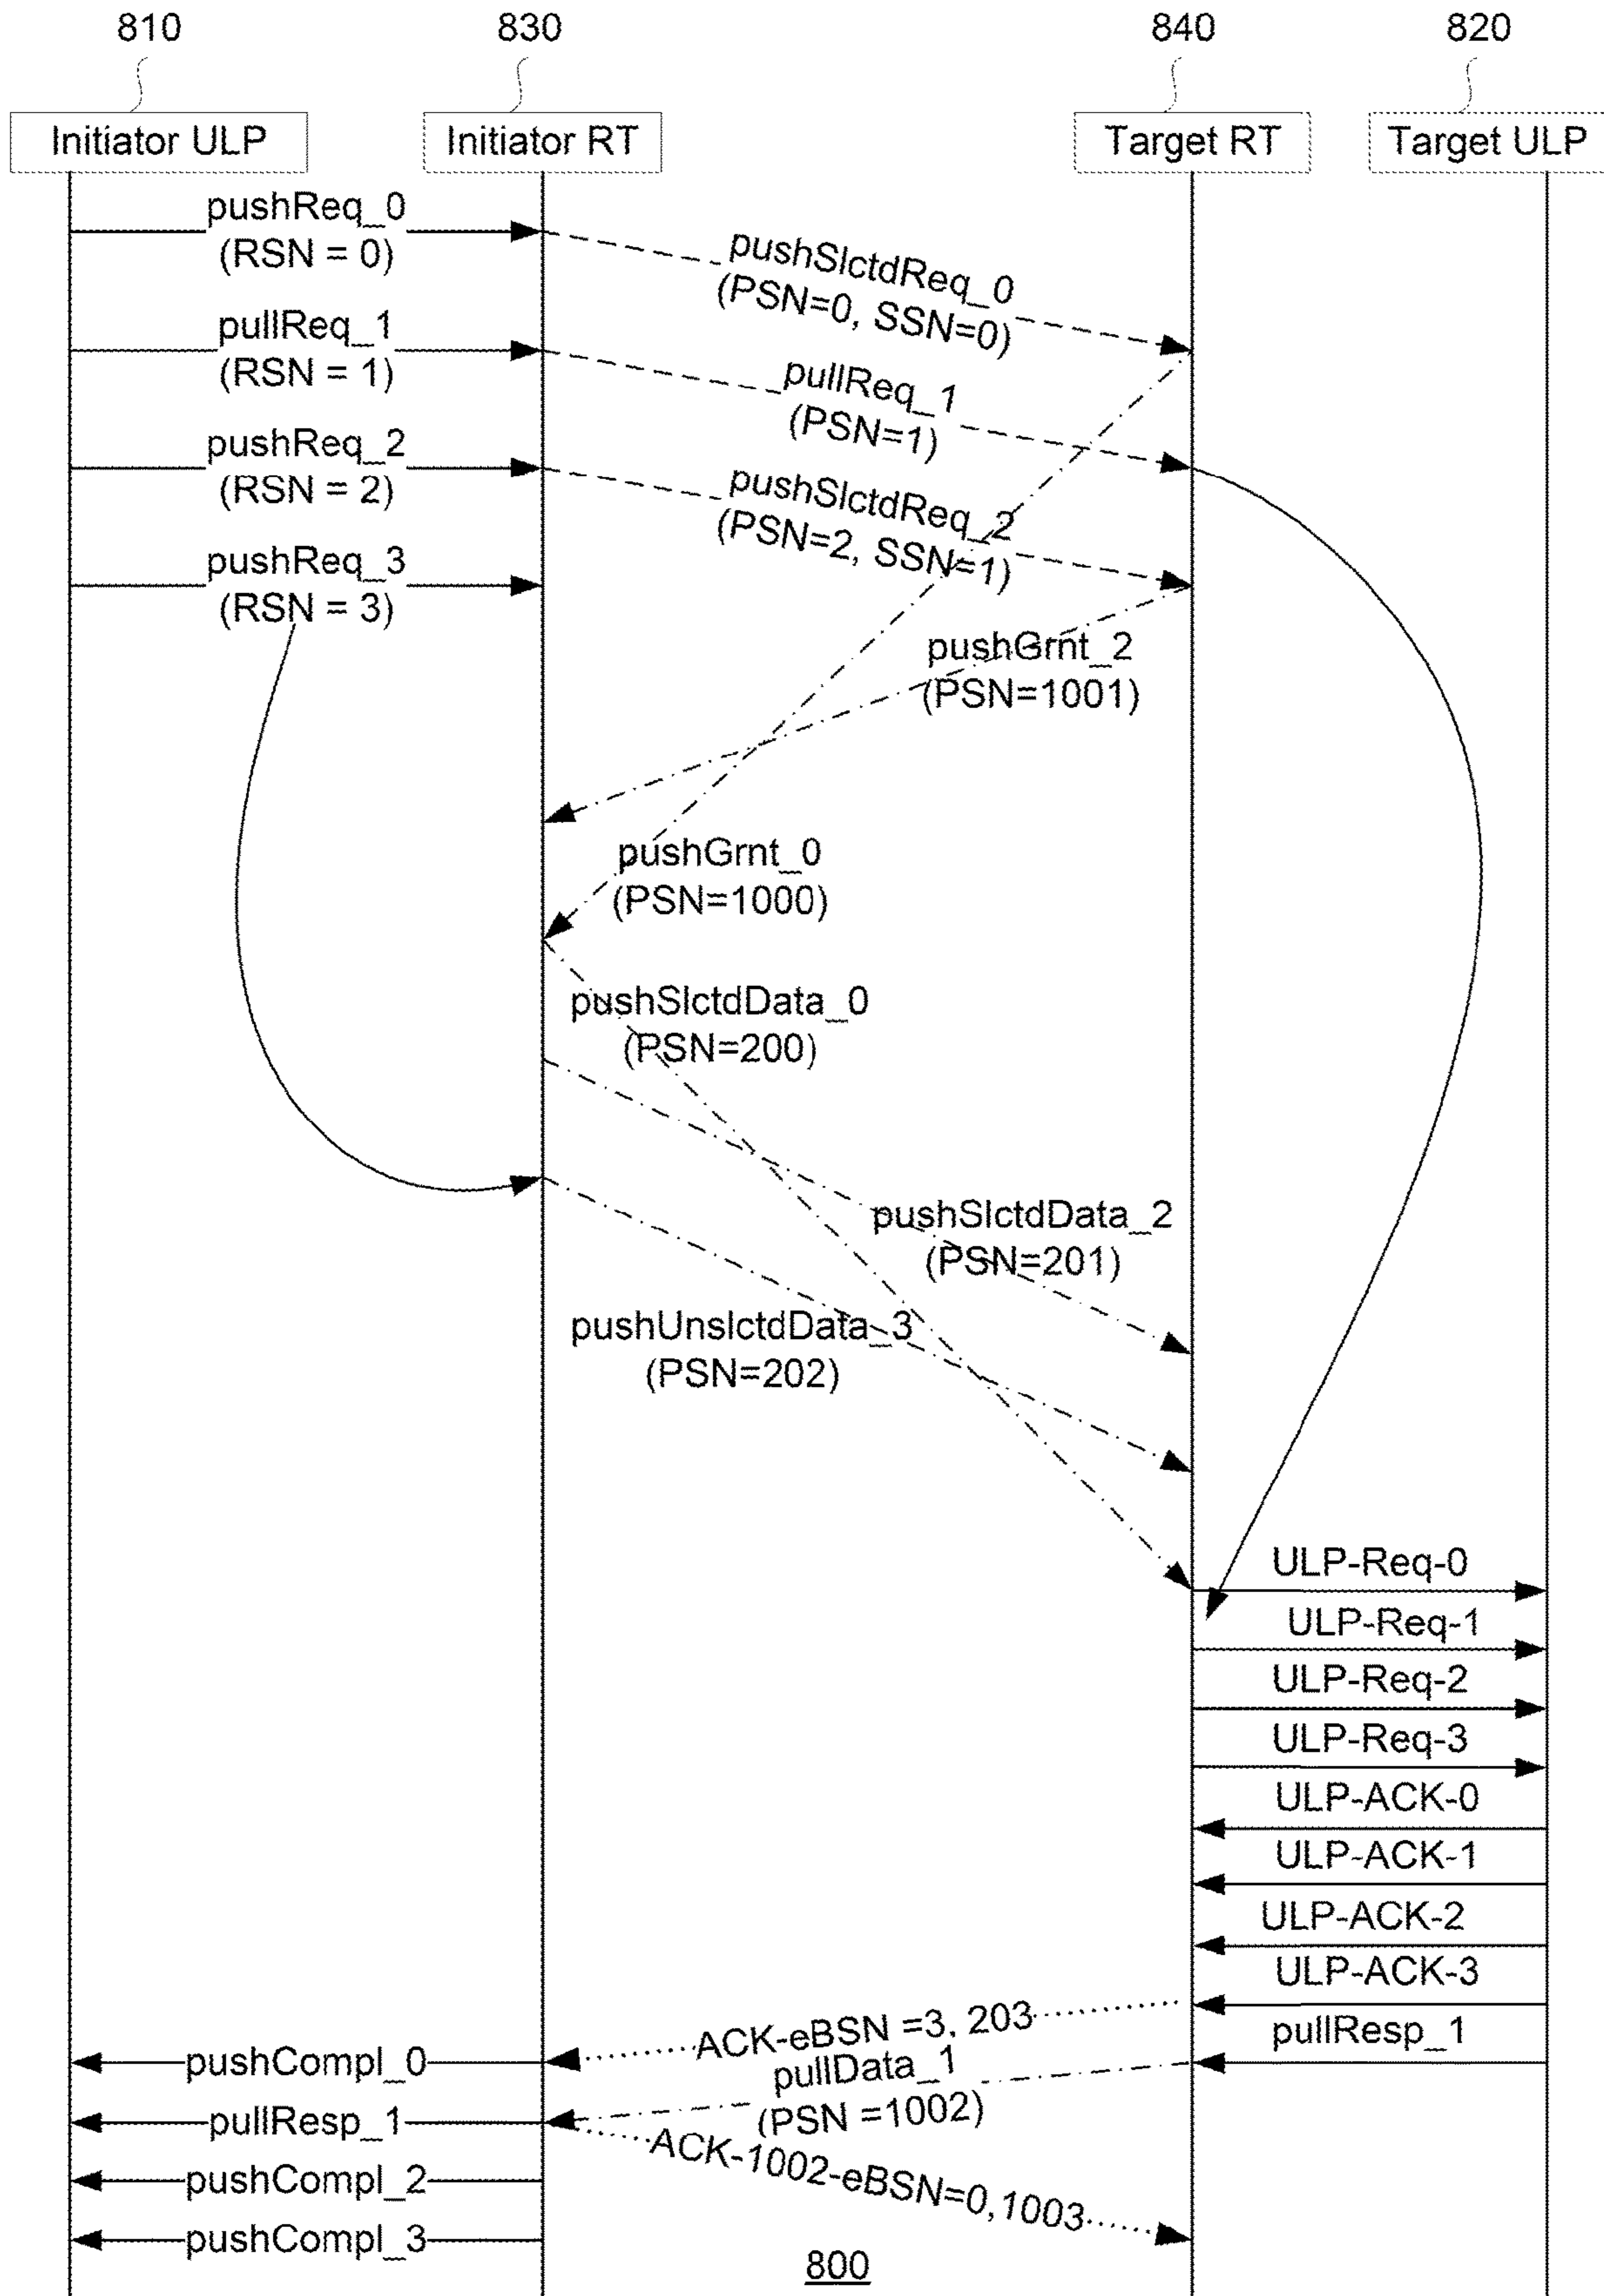 810
830
840
820
Initiator ULP
Initiator RT
Target RT
Target ULP
pushReq_0
(RSN = 0)
pushSlctdReq_0
(PSN=0, SSN=0)
pullReq_1
(RSN = 1)
pullReq_1
(PSN=1)
pushReq_2
(RSN = 2)
pushSlctdReq_2
(PSN=2, SSN=1)
pushReq_3
(RSN = 3)
pushGrnt_2
(PSN=1001)
pushGrnt_0
(PSN=1000)
pushSlctdData_0
(PSN=200)
pushSlctdData_2
(PSN=201)
pushUnslctdData_3
(PSN=202)
ULP-Req-0
ULP-Req-1
ULP-Req-2
ULP-Req-3
ULP-ACK-0
ULP-ACK-1
ULP-ACK-2
ULP-ACK-3
ACK-eBSN =3, 203
pullResp_1
pushCompl_0
pullData_1
(PSN =1002)
pullResp_1
ACK-1002-eBSN=0,1003
pushCompl_2
pushCompl_3
800